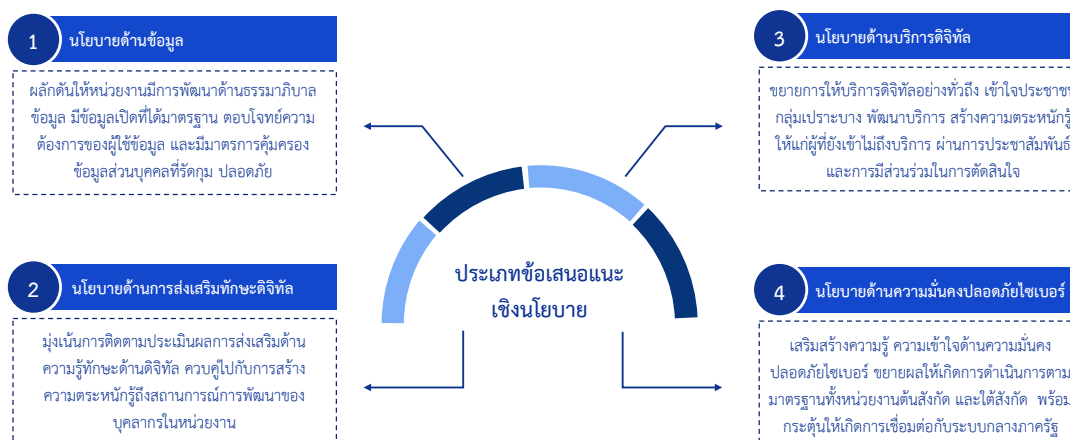 1 นโยบายด้านข้อมูล
ผลักดันให้หน่วยงานมีการพัฒนาด้านธรรมาภิบาล
ข้อมูล มีข้อมูลเปิดที่ได้มาตรฐาน ตอบโจทย์ความ
ต้องการของผู้ใช้ข้อมูล และมีมาตรการคุ้มครอง
ข้อมูลส่วนบุคคลที่รัดกุม ปลอดภัย
2 นโยบายด้านการส่งเสริมทักษะดิจิทัล
มุ่งเน้นการติดตามประเมินผลการส่งเสริมด้าน
ความรู้ทักษะด้านดิจิทัล ควบคู่ไปกับการสร้าง
ความตระหนักรู้ถึงสถานการณ์การพัฒนาของ
บุคลากรในหน่วยงาน
ประเภทข้อเสนอแนะ
เชิงนโยบาย
3 นโยบายด้านบริการดิจิทัล
ขยายการให้บริการดิจิทัลอย่างทั่วถึง เข้าใจประชาชน
กลุ่มเปราะบาง พัฒนาบริการ สร้างความตระหนักรู้
ให้แก่ผู้ที่ยังเข้าไม่ถึงบริการ ผ่านการประชาสัมพันธ์
และการมีส่วนร่วมในการตัดสินใจ
4 นโยบายด้านความมั่นคงปลอดภัยไซเบอร์
เสริมสร้างความรู้ ความเข้าใจด้านความมั่นคง
ปลอดภัยไซเบอร์ ขยายผลให้เกิดการดำเนินการตาม
มาตรฐานทั้งหน่วยงานต้นสังกัด และใต้สังกัด พร้อม
กระตุ้นให้เกิดการเชื่อมต่อกับระบบกลางภาครัฐ